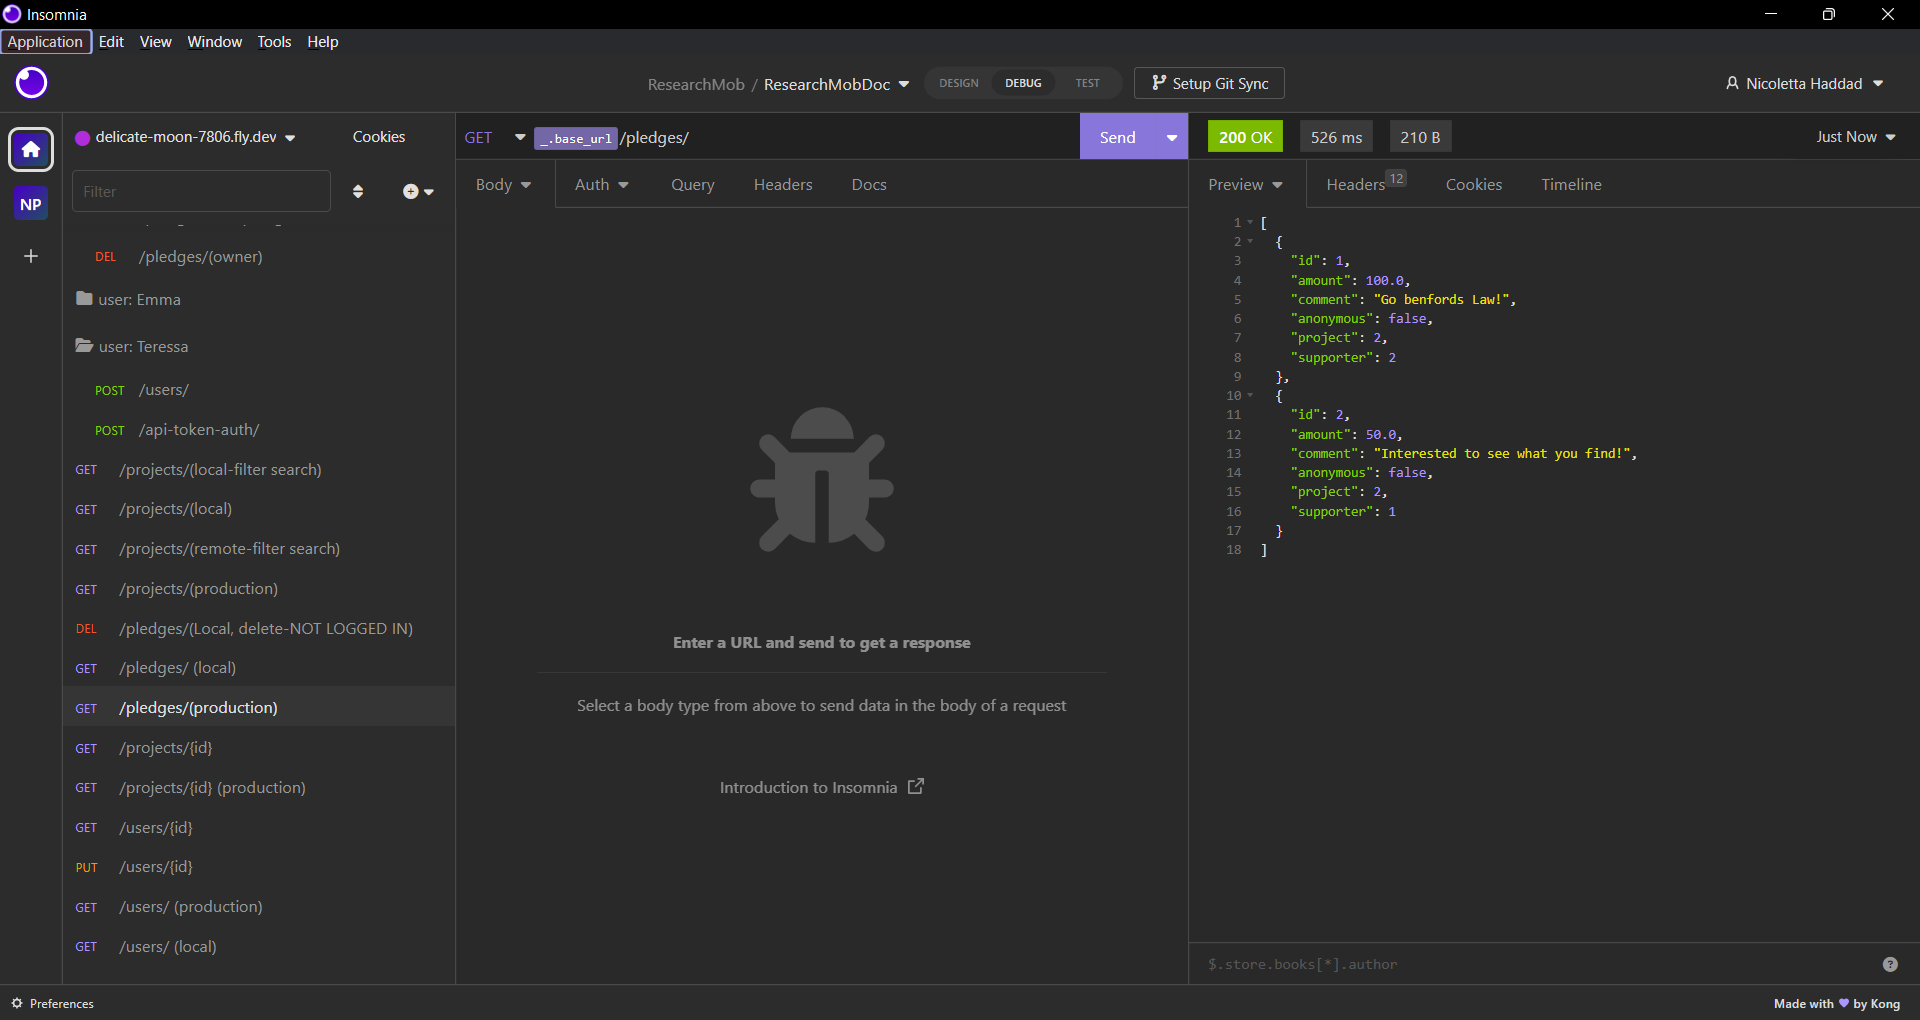 Insomnia
Application Edit View Window Tools Help
ResearchMob / ResearchMobDoc DESIGN DEBUG TEST Setup Git Sync Nicoletta Haddad
NP
delicate-moon-7806.fly.dev Cookies
Filter
DEL /pledges/(owner)
user: Emma
user: Teressa
POST /users/
POST /api-token-auth/
GET /projects/(local-filter search)
GET /projects/(local)
GET /projects/(remote-filter search)
GET /projects/(production)
DEL /pledges/(Local, delete-NOT LOGGED IN)
GET /pledges/ (local)
GET /pledges/(production)
GET /projects/{id}
GET /projects/{id} (production)
GET /users/{id}
PUT /users/{id}
GET /users/ (production)
GET /users/ (local)
GET _.base_url /pledges/ Send
Body Auth Query Headers Docs
Enter a URL and send to get a response
Select a body type from above to send data in the body of a request
Introduction to Insomnia
200 OK 526 ms 210 B Just Now
Preview Headers 12 Cookies Timeline
1 [
2 {
3 "id": 1,
4 "amount": 100.0,
5 "comment": "Go benfords Law!",
6 "anonymous": false,
7 "project": 2,
8 "supporter": 2
9 },
10 {
11 "id": 2,
12 "amount": 50.0,
13 "comment": "Interested to see what you find!",
14 "anonymous": false,
15 "project": 2,
16 "supporter": 1
17 }
18 ]
$.store.books[*].author ?
Preferences
Made with by Kong